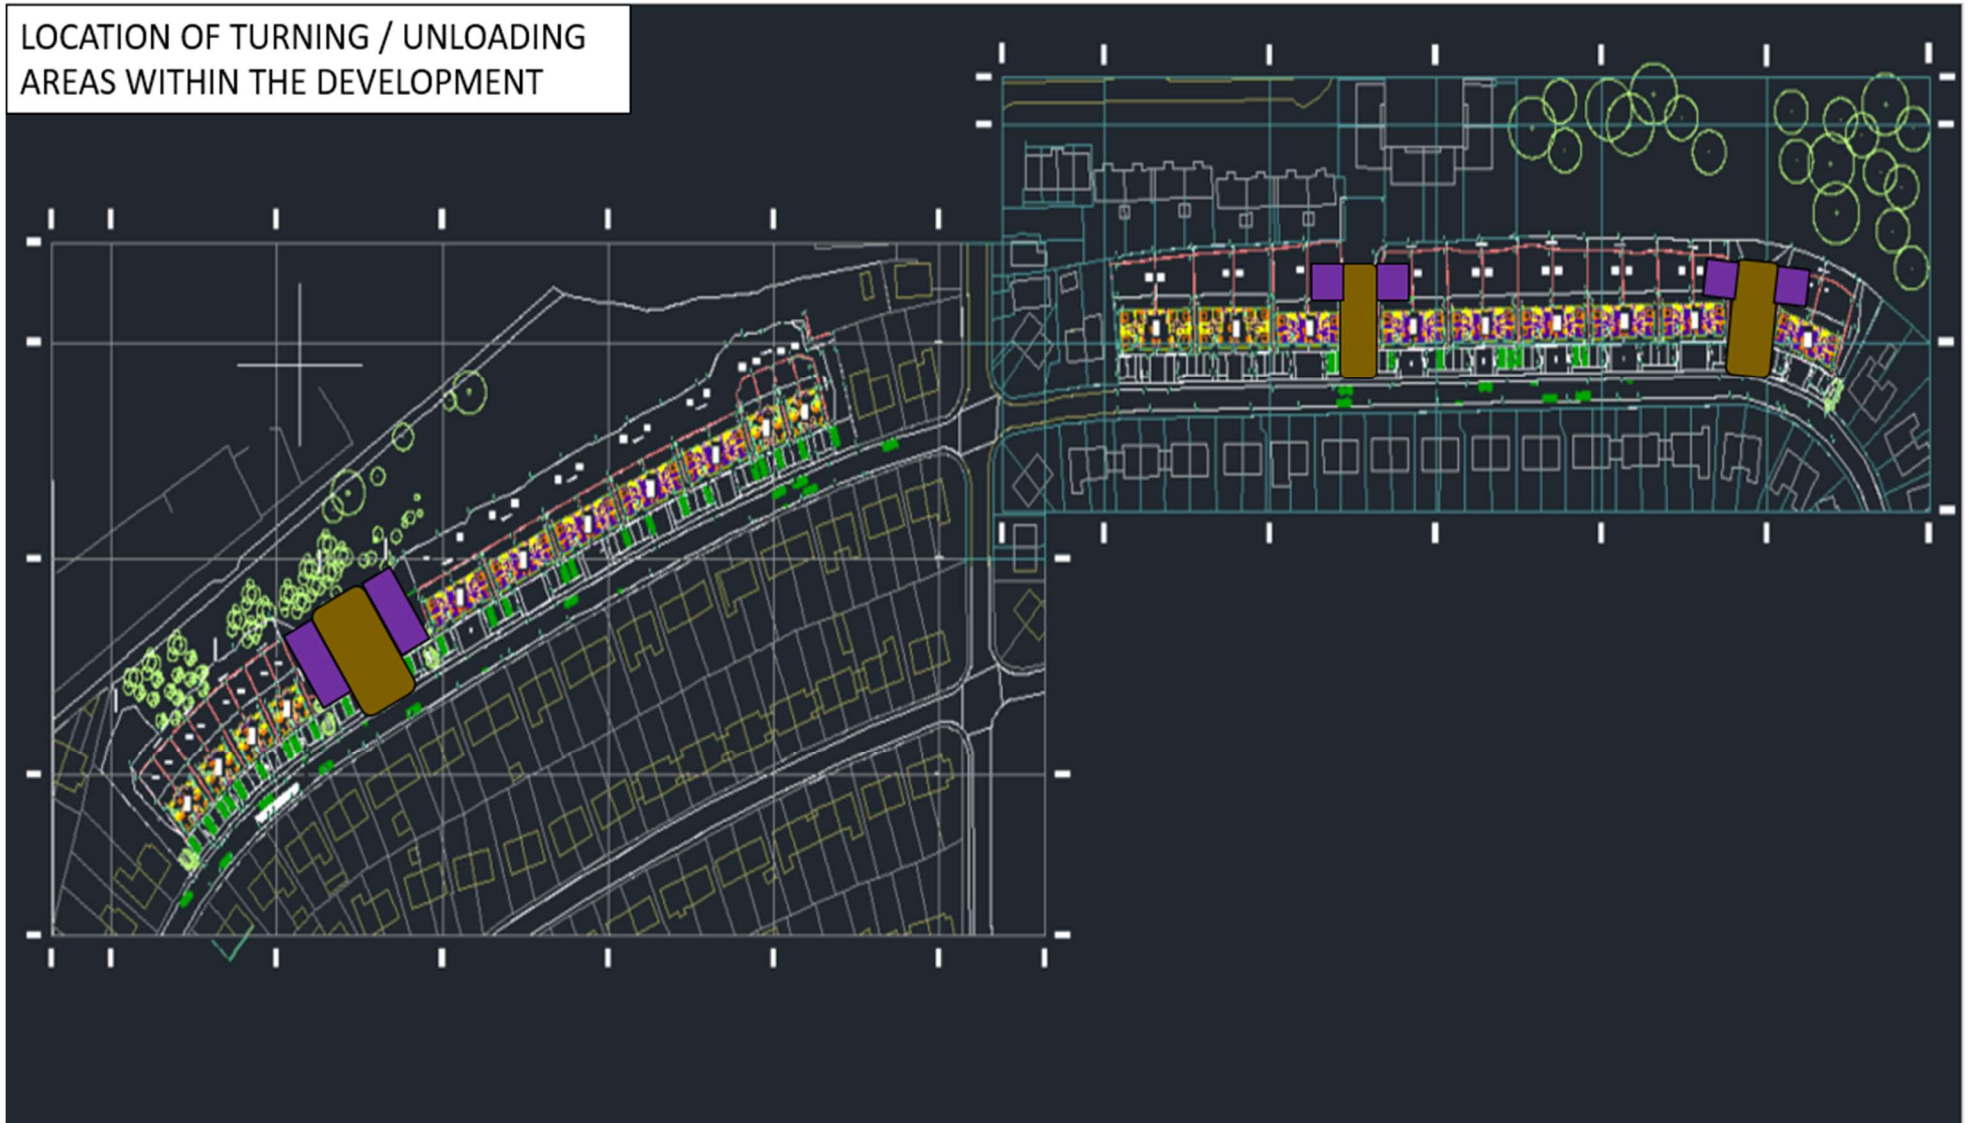 LOCATION OF TURNING / UNLOADING
AREAS WITHIN THE DEVELOPMENT